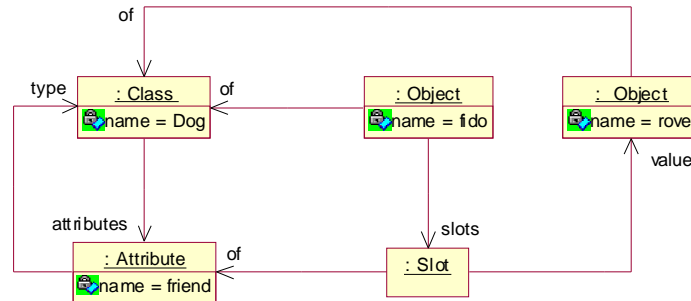 of
type
: Class
of
: Object
: Object
name = Dog
name = fido
name = rove
value
attributes
slots
: Attribute
of
: Slot
name = friend